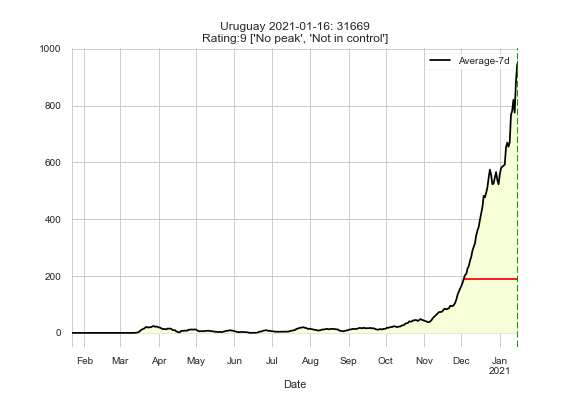 Uruguay 2021-01-16: 31669
Rating:9 ['No peak', 'Not in control']
1000
Average-7d
800
600
400
200
0
Feb Mar Apr May Jun Jul Aug Sep Oct Nov Dec Jan
2021
Date